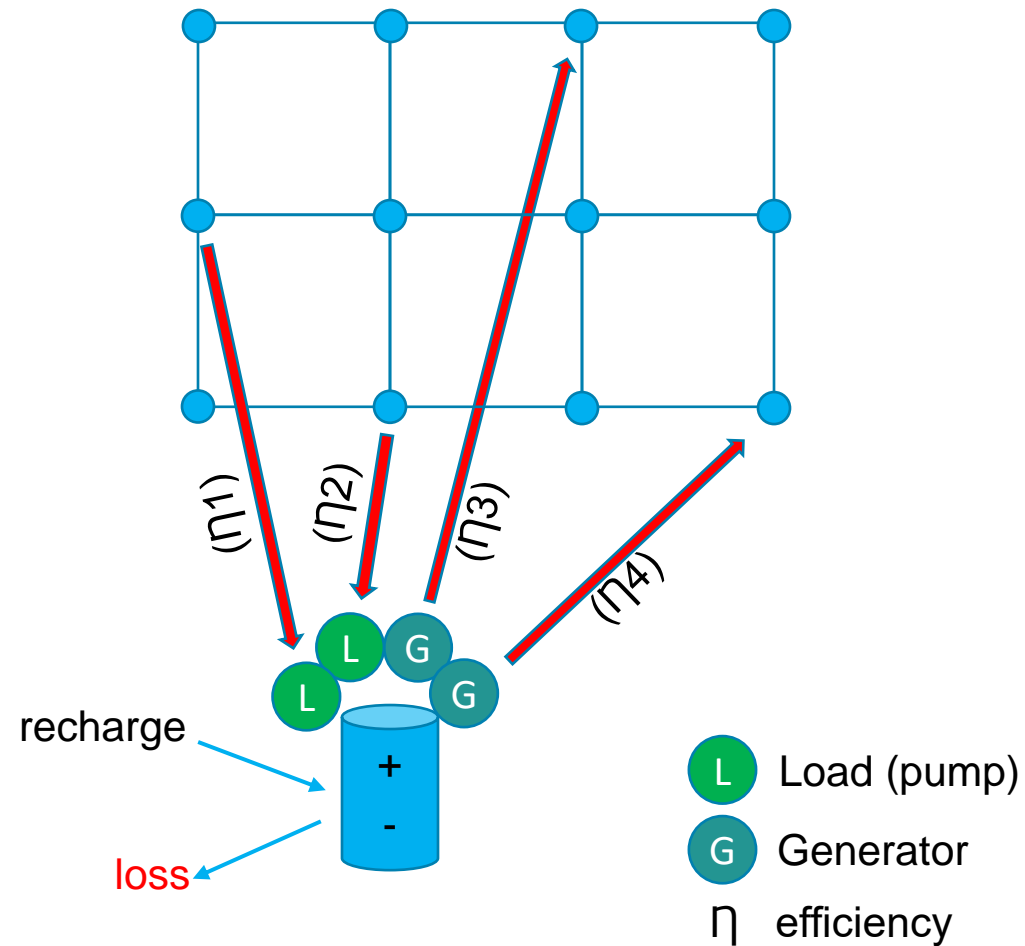 (η1)
(η2)
(η3)
(η4)
L
G
L
G
recharge
+
-
loss
L Load (pump)
G Generator
η efficiency